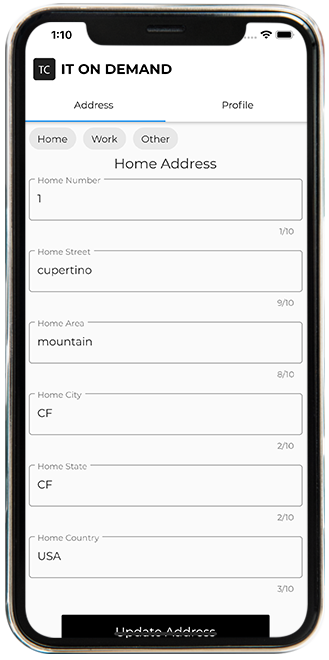 1:10
TC IT ON DEMAND
Address Profile
Home Work Other
Home Address
Home Number
1
1/10
Home Street
cupertino
9/10
Home Area
mountain
8/10
Home City
CF
2/10
Home State
CF
2/10
Home Country
USA
3/10
Update Address